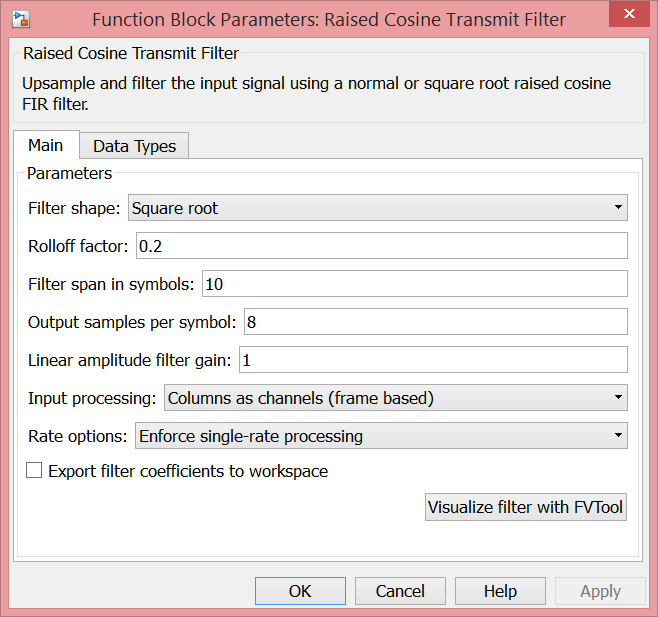 Function Block Parameters: Raised Cosine Transmit Filter
Raised Cosine Transmit Filter
Upsample and filter the input signal using a normal or square root raised cosine
FIR filter.
Main Data Types
Parameters
Filter shape: Square root
Rolloff factor: 0.2
Filter span in symbols: 10
Output samples per symbol: 8
Linear amplitude filter gain: 1
Input processing: Columns as channels (frame based)
Rate options: Enforce single-rate processing
Export filter coefficients to workspace
Visualize filter with FVTool
OK Cancel Help Apply